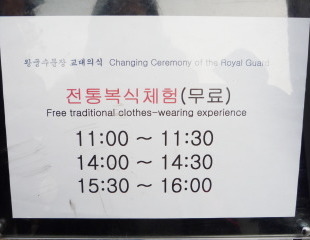 왕궁수문장 교대의식 Changing Ceremony of the Royal Guard
전통복식체험(무료)
Free traditional clothes-wearing experience
11:00 ~ 11:30
14:00 ~ 14:30
15:30 ~ 16:00